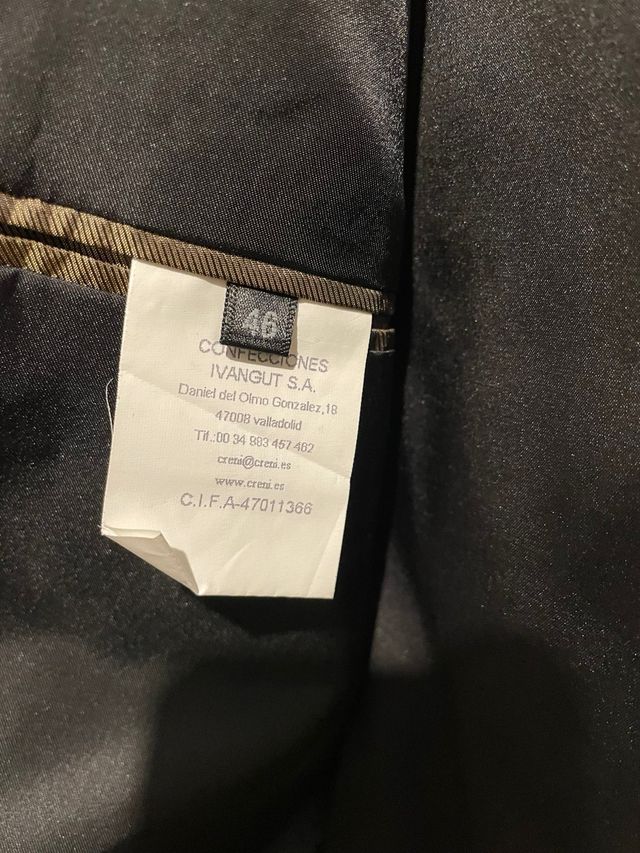 46
CONFECCIONES
IVANGUT S.A.
Daniel del Olmo Gonzalez,18
47008 valladolid
Tlf.:00 34 983 457 462
creni@creni.es
www.creni.es
C.I.F.A-47011366